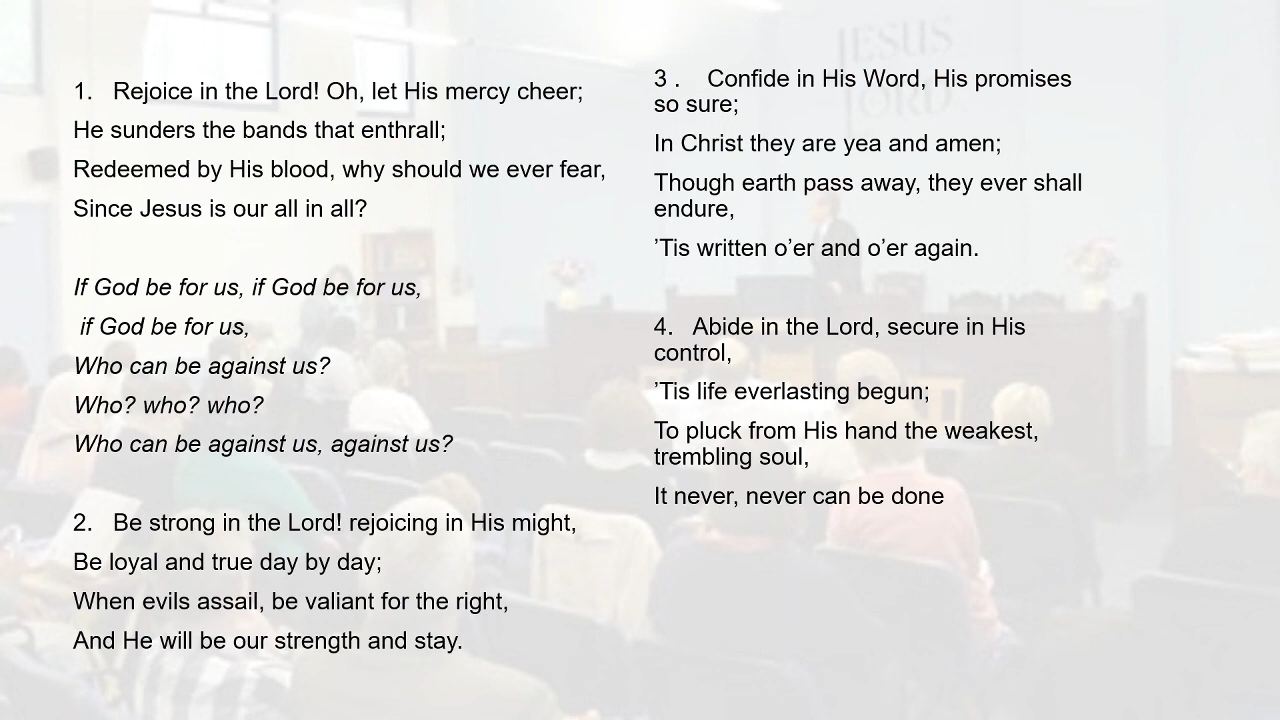 1. Rejoice in the Lord! Oh, let His mercy cheer;
He sunders the bands that enthrall;
Redeemed by His blood, why should we ever fear,
Since Jesus is our all in all?
If God be for us, if God be for us,
if God be for us,
Who can be against us?
Who? who? who?
Who can be against us, against us?
2. Be strong in the Lord! rejoicing in His might,
Be loyal and true day by day;
When evils assail, be valiant for the right,
And He will be our strength and stay.
3 . Confide in His Word, His promises
so sure;
In Christ they are yea and amen;
Though earth pass away, they ever shall
endure,
’Tis written o’er and o’er again.
4. Abide in the Lord, secure in His
control,
’Tis life everlasting begun;
To pluck from His hand the weakest,
trembling soul,
It never, never can be done
JESUS
LORD